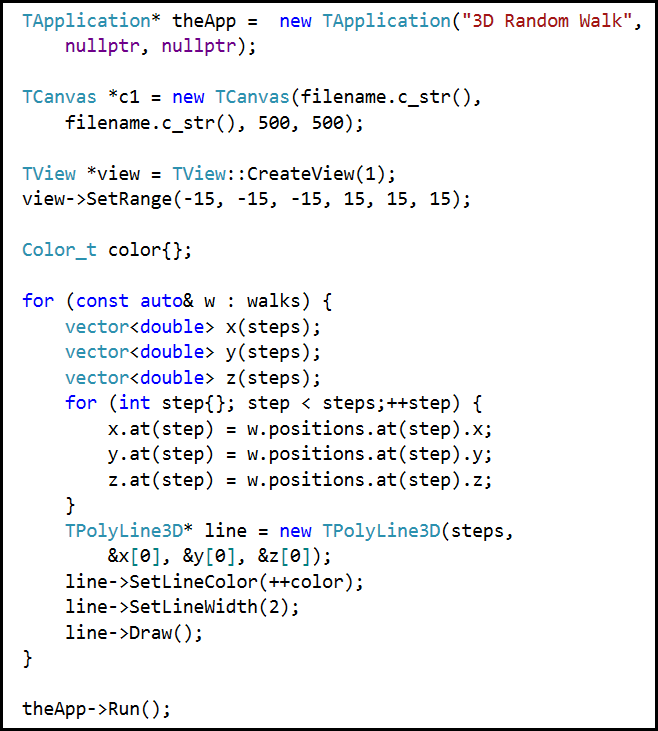 TApplication* theApp =  new TApplication("3D Random Walk",
    nullptr, nullptr);

TCanvas *c1 = new TCanvas(filename.c_str(),
    filename.c_str(), 500, 500);

TView *view = TView::CreateView(1);
view->SetRange(-15, -15, -15, 15, 15, 15);

Color_t color{};

for (const auto& w : walks) {
    vector<double> x(steps);
    vector<double> y(steps);
    vector<double> z(steps);
    for (int step{}; step < steps;++step) {
        x.at(step) = w.positions.at(step).x;
        y.at(step) = w.positions.at(step).y;
        z.at(step) = w.positions.at(step).z;
    }
    TPolyLine3D* line = new TPolyLine3D(steps,
        &x[0], &y[0], &z[0]);
    line->SetLineColor(++color);
    line->SetLineWidth(2);
    line->Draw();
}

theApp->Run();